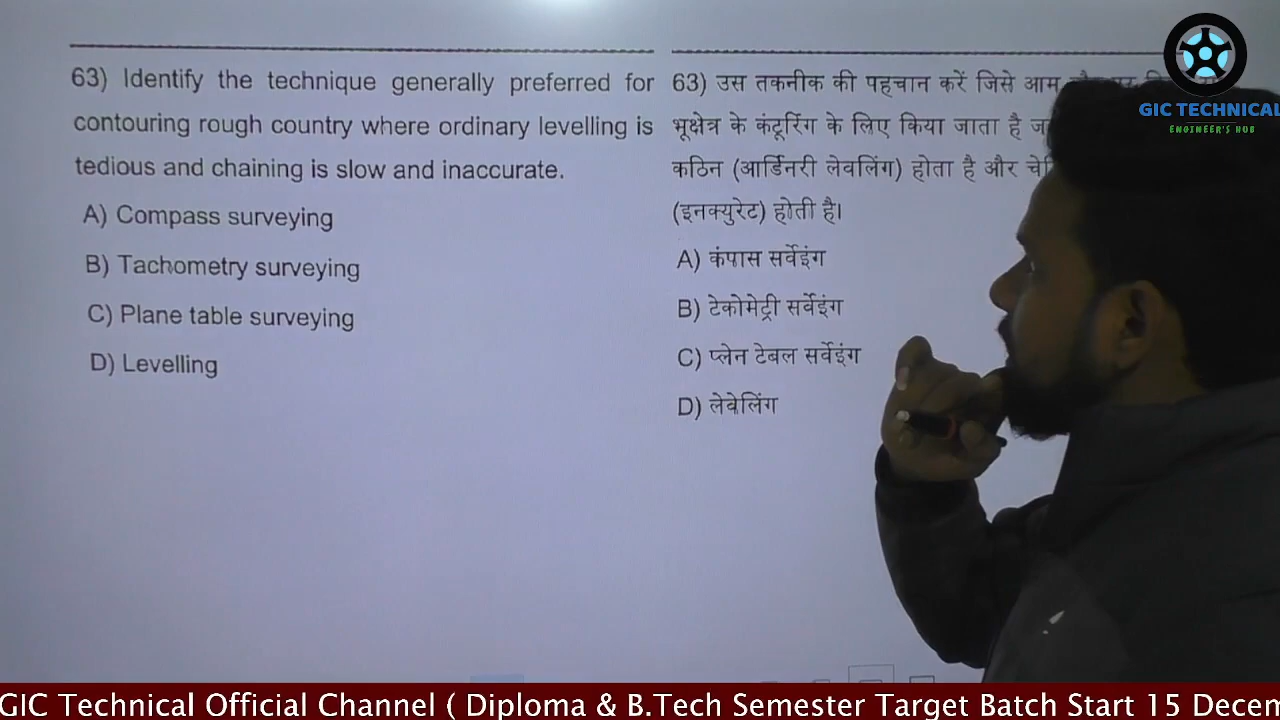 63) Identify the technique generally preferred for
contouring rough country where ordinary levelling is
tedious and chaining is slow and inaccurate.
A) Compass surveying
B) Tachometry surveying
C) Plane table surveying
D) Levelling
63) उस तकनीक की पहचान करें जिसे आम
भूक्षेत्र के कंटूरिंग के लिए किया जाता है
कठिन (आर्डिनरी लेवलिंग) होता है और
(इनक्युरेट) होती है।
A) कंपास सर्वेइंग
B) टेकोमेट्री सर्वेइंग
C) प्लेन टेबल सर्वेइंग
D) लेवेलिंग
GIC TECHNICAL
ENGINEER'S HUB
GIC Technical Official Channel ( Diploma & B.Tech Semester Target Batch Start 15 Decen